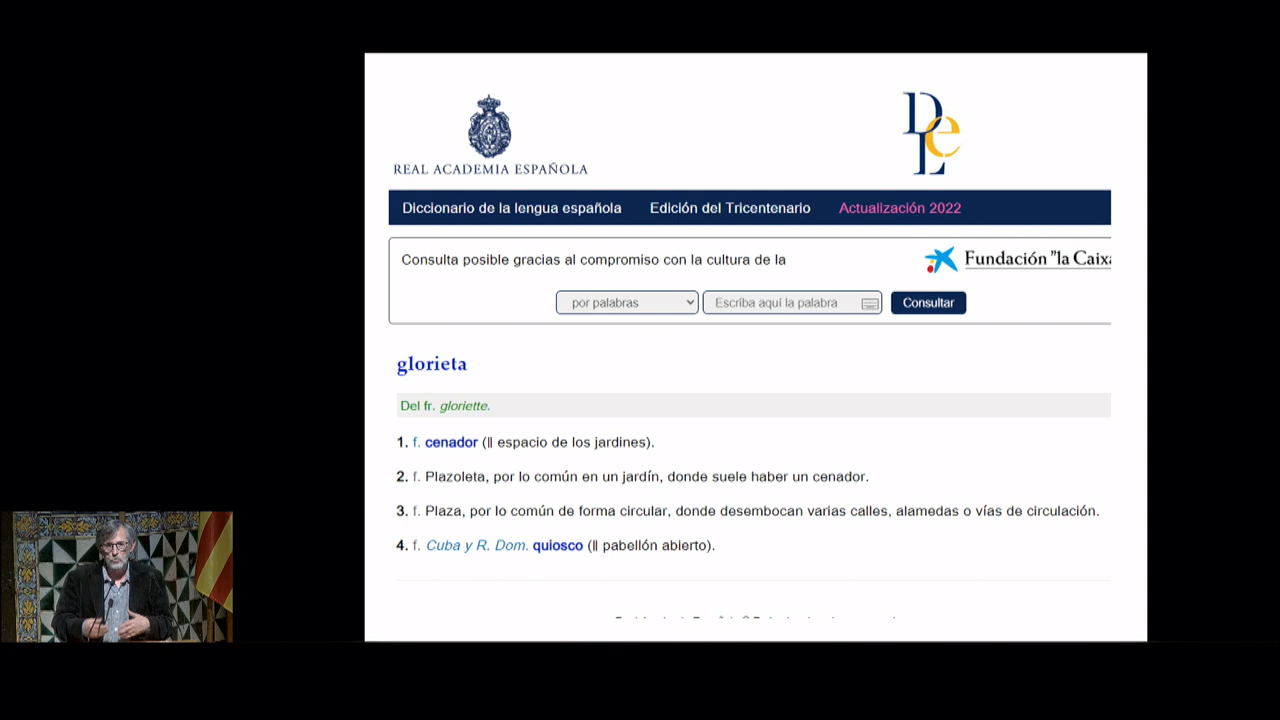 REAL ACADEMIA ESPAÑOLA
DLe
Diccionario de la lengua española Edición del Tricentenario Actualización 2022
Consulta posible gracias al compromiso con la cultura de la
Fundación "la Caixa
por palabras Escriba aquí la palabra Consultar
glorieta
Del fr. gloriette.
1. f. cenador (ǁ espacio de los jardines).
2. f. Plazoleta, por lo común en un jardín, donde suele haber un cenador.
3. f. Plaza, por lo común de forma circular, donde desembocan varias calles, alamedas o vías de circulación.
4. f. Cuba y R. Dom. quiosco (ǁ pabellón abierto).